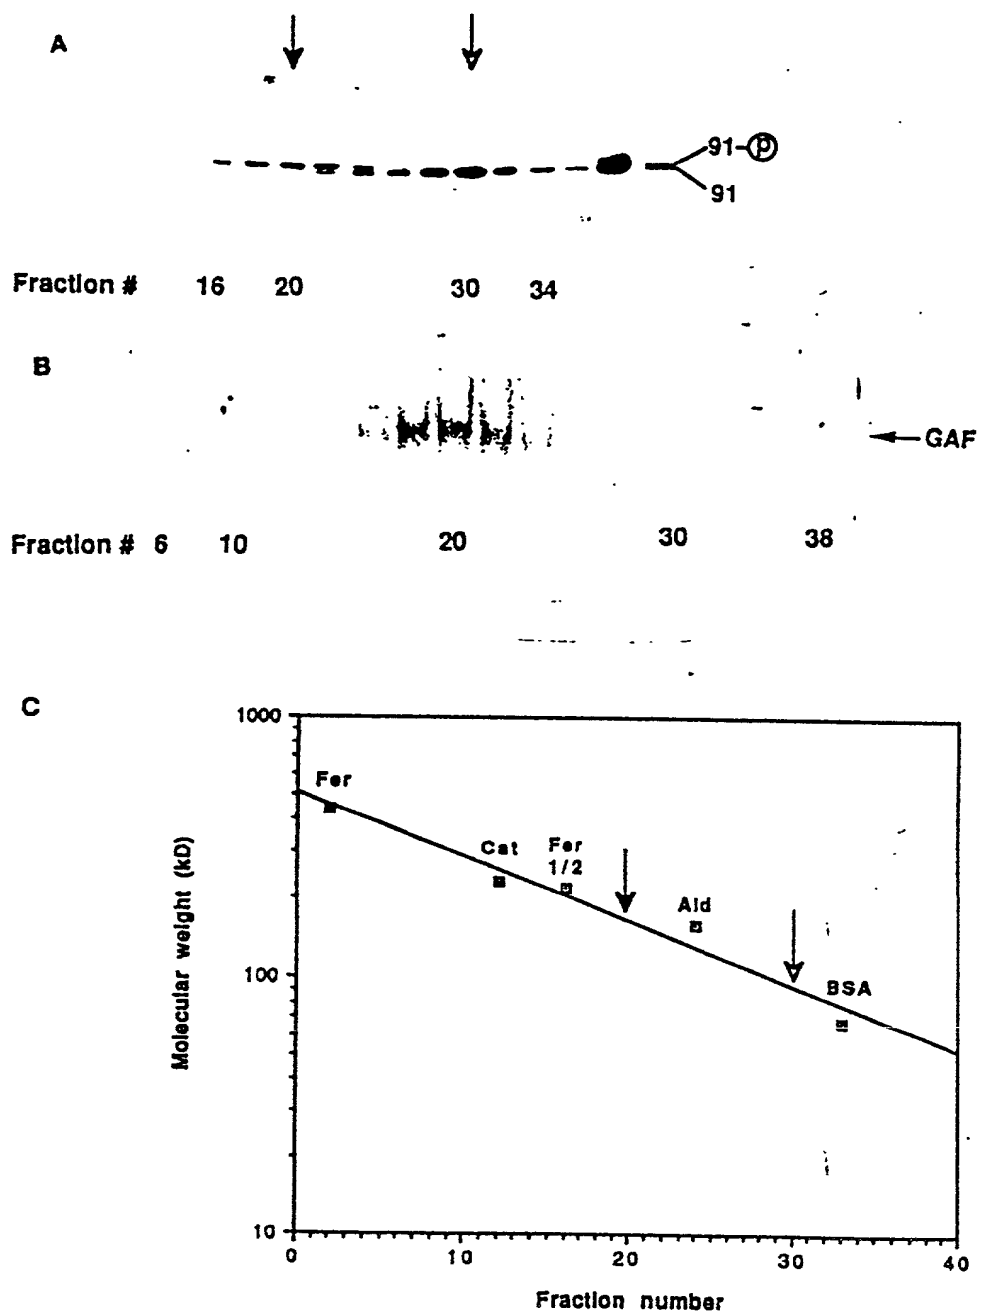 A
91-P
91
Fraction # 16 20 30 34
B
GAF
Fraction # 6 10 20 30 38
C
1000
Fer
Cat
Fer
1/2
Ald
BSA
100
10
Molecular weight (kD)
0 10 20 30 40
Fraction number